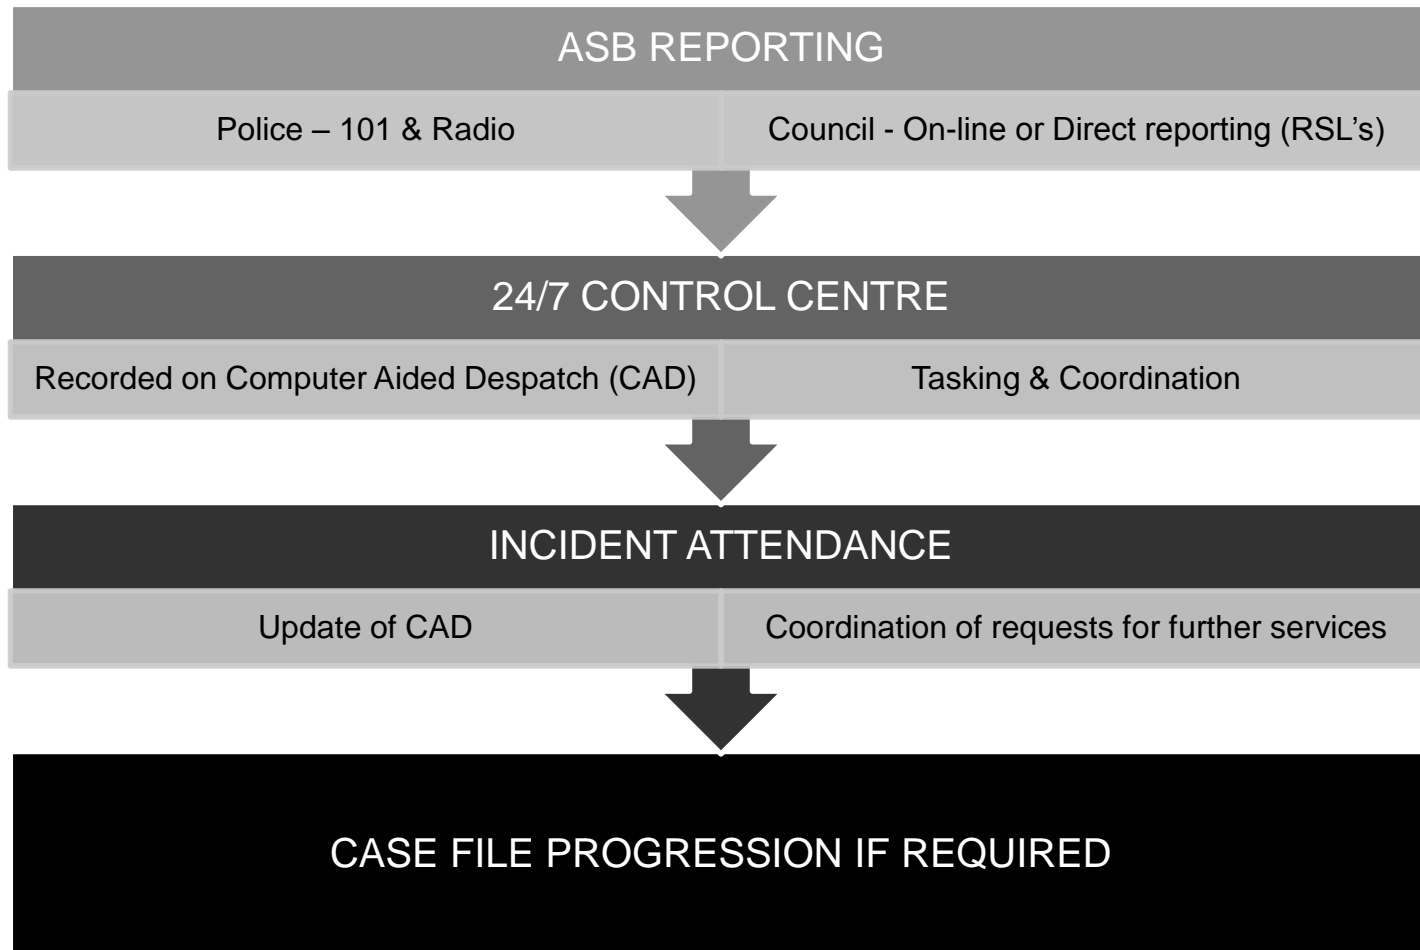 ASB REPORTING
Police – 101 & Radio
Council - On-line or Direct reporting (RSL’s)
24/7 CONTROL CENTRE
Recorded on Computer Aided Despatch (CAD)
Tasking & Coordination
INCIDENT ATTENDANCE
Update of CAD
Coordination of requests for further services
CASE FILE PROGRESSION IF REQUIRED